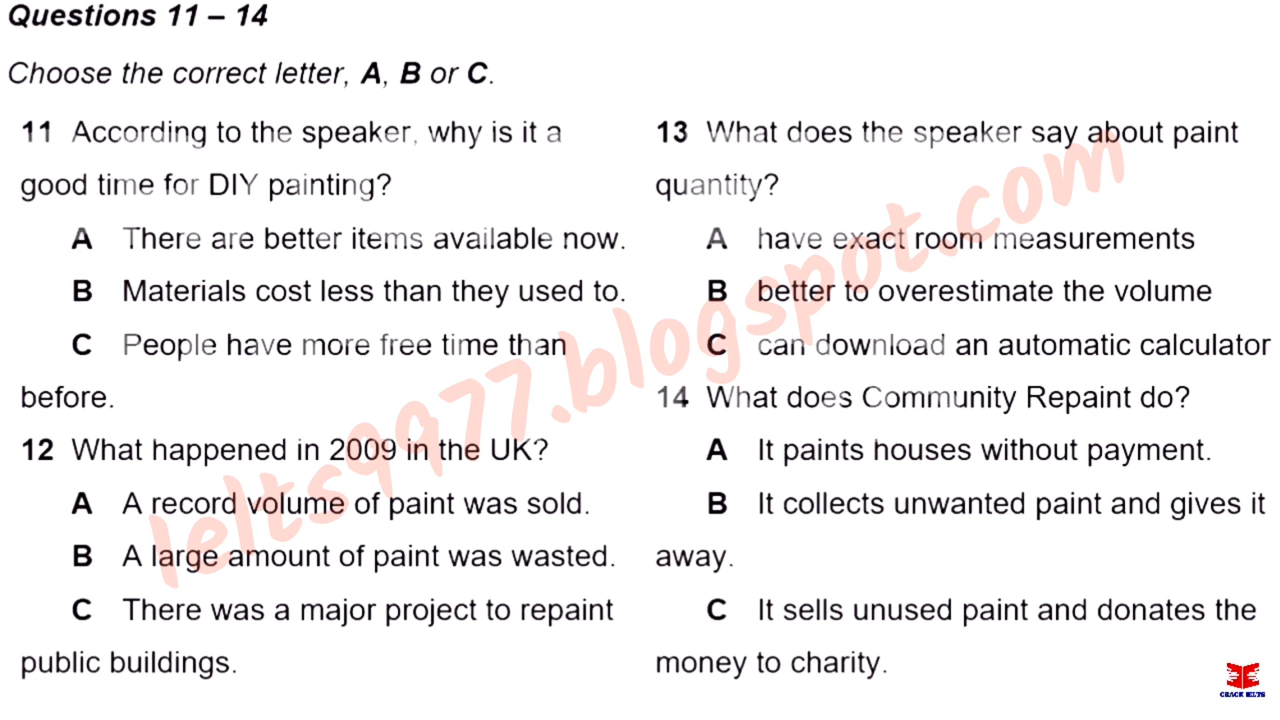 Questions 11 – 14
Choose the correct letter, A, B or C.
11 According to the speaker, why is it a
good time for DIY painting?
A There are better items available now.
B Materials cost less than they used to.
C People have more free time than
before.
12 What happened in 2009 in the UK?
A A record volume of paint was sold.
B A large amount of paint was wasted.
C There was a major project to repaint
public buildings.
13 What does the speaker say about paint
quantity?
A have exact room measurements
B better to overestimate the volume
C can download an automatic calculator
14 What does Community Repaint do?
A It paints houses without payment.
B It collects unwanted paint and gives it
away.
C It sells unused paint and donates the
money to charity.
Ielts9977.blogspot.com
CRACK IELTS